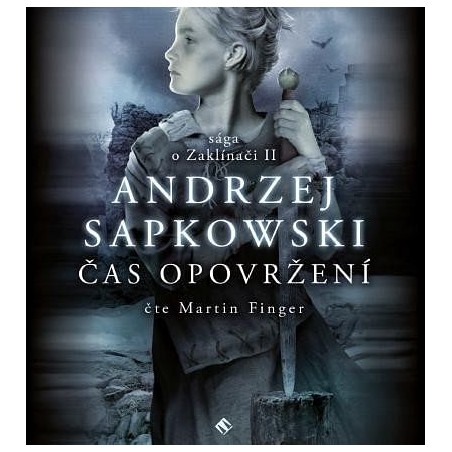 sága
o Zaklínači II
ANDRZEJ
SAPKOWSKI
ČAS OPOVRŽENÍ
čte Martin Finger